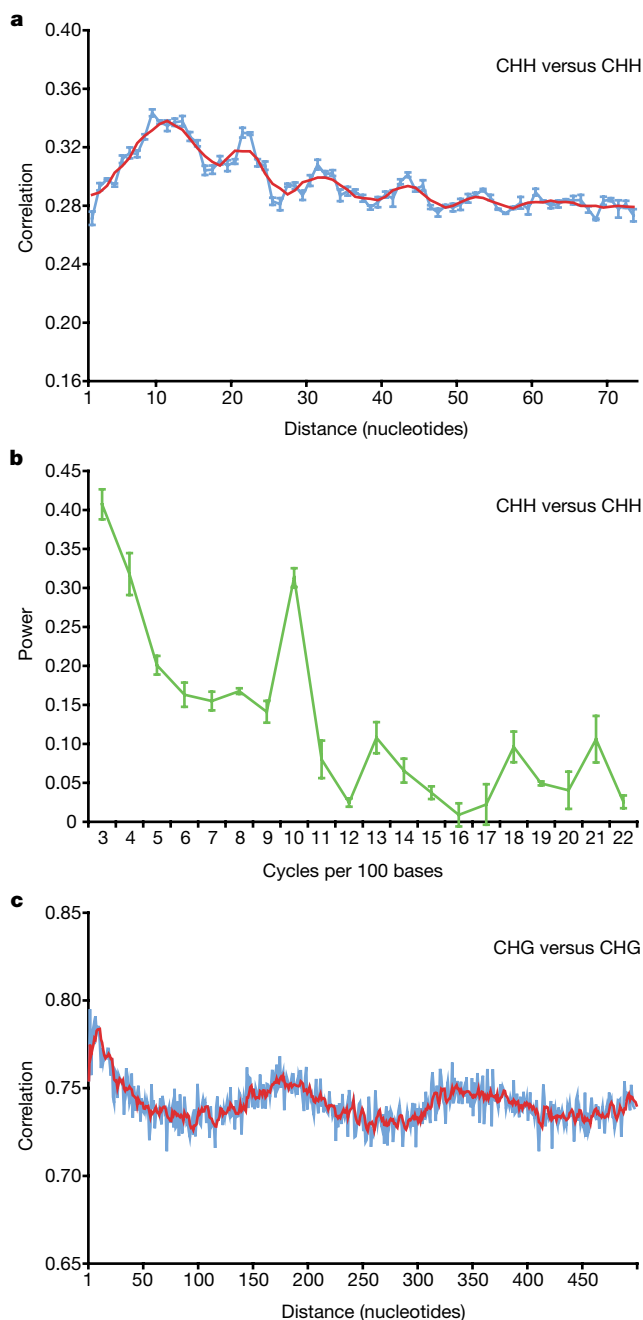 a
0.40
CHH versus CHH
0.36
0.32
0.28
0.24
0.20
0.16
Correlation
1 10 20 30 40 50 60 70
Distance (nucleotides)
b
0.45
CHH versus CHH
0.40
0.35
0.30
0.25
0.20
0.15
0.10
0.05
0
Power
3 4 5 6 7 8 9 10 11 12 13 14 15 16 17 18 19 20 21 22
Cycles per 100 bases
c
0.85
CHG versus CHG
0.80
0.75
0.70
0.65
Correlation
1 50 100 150 200 250 300 350 400 450
Distance (nucleotides)